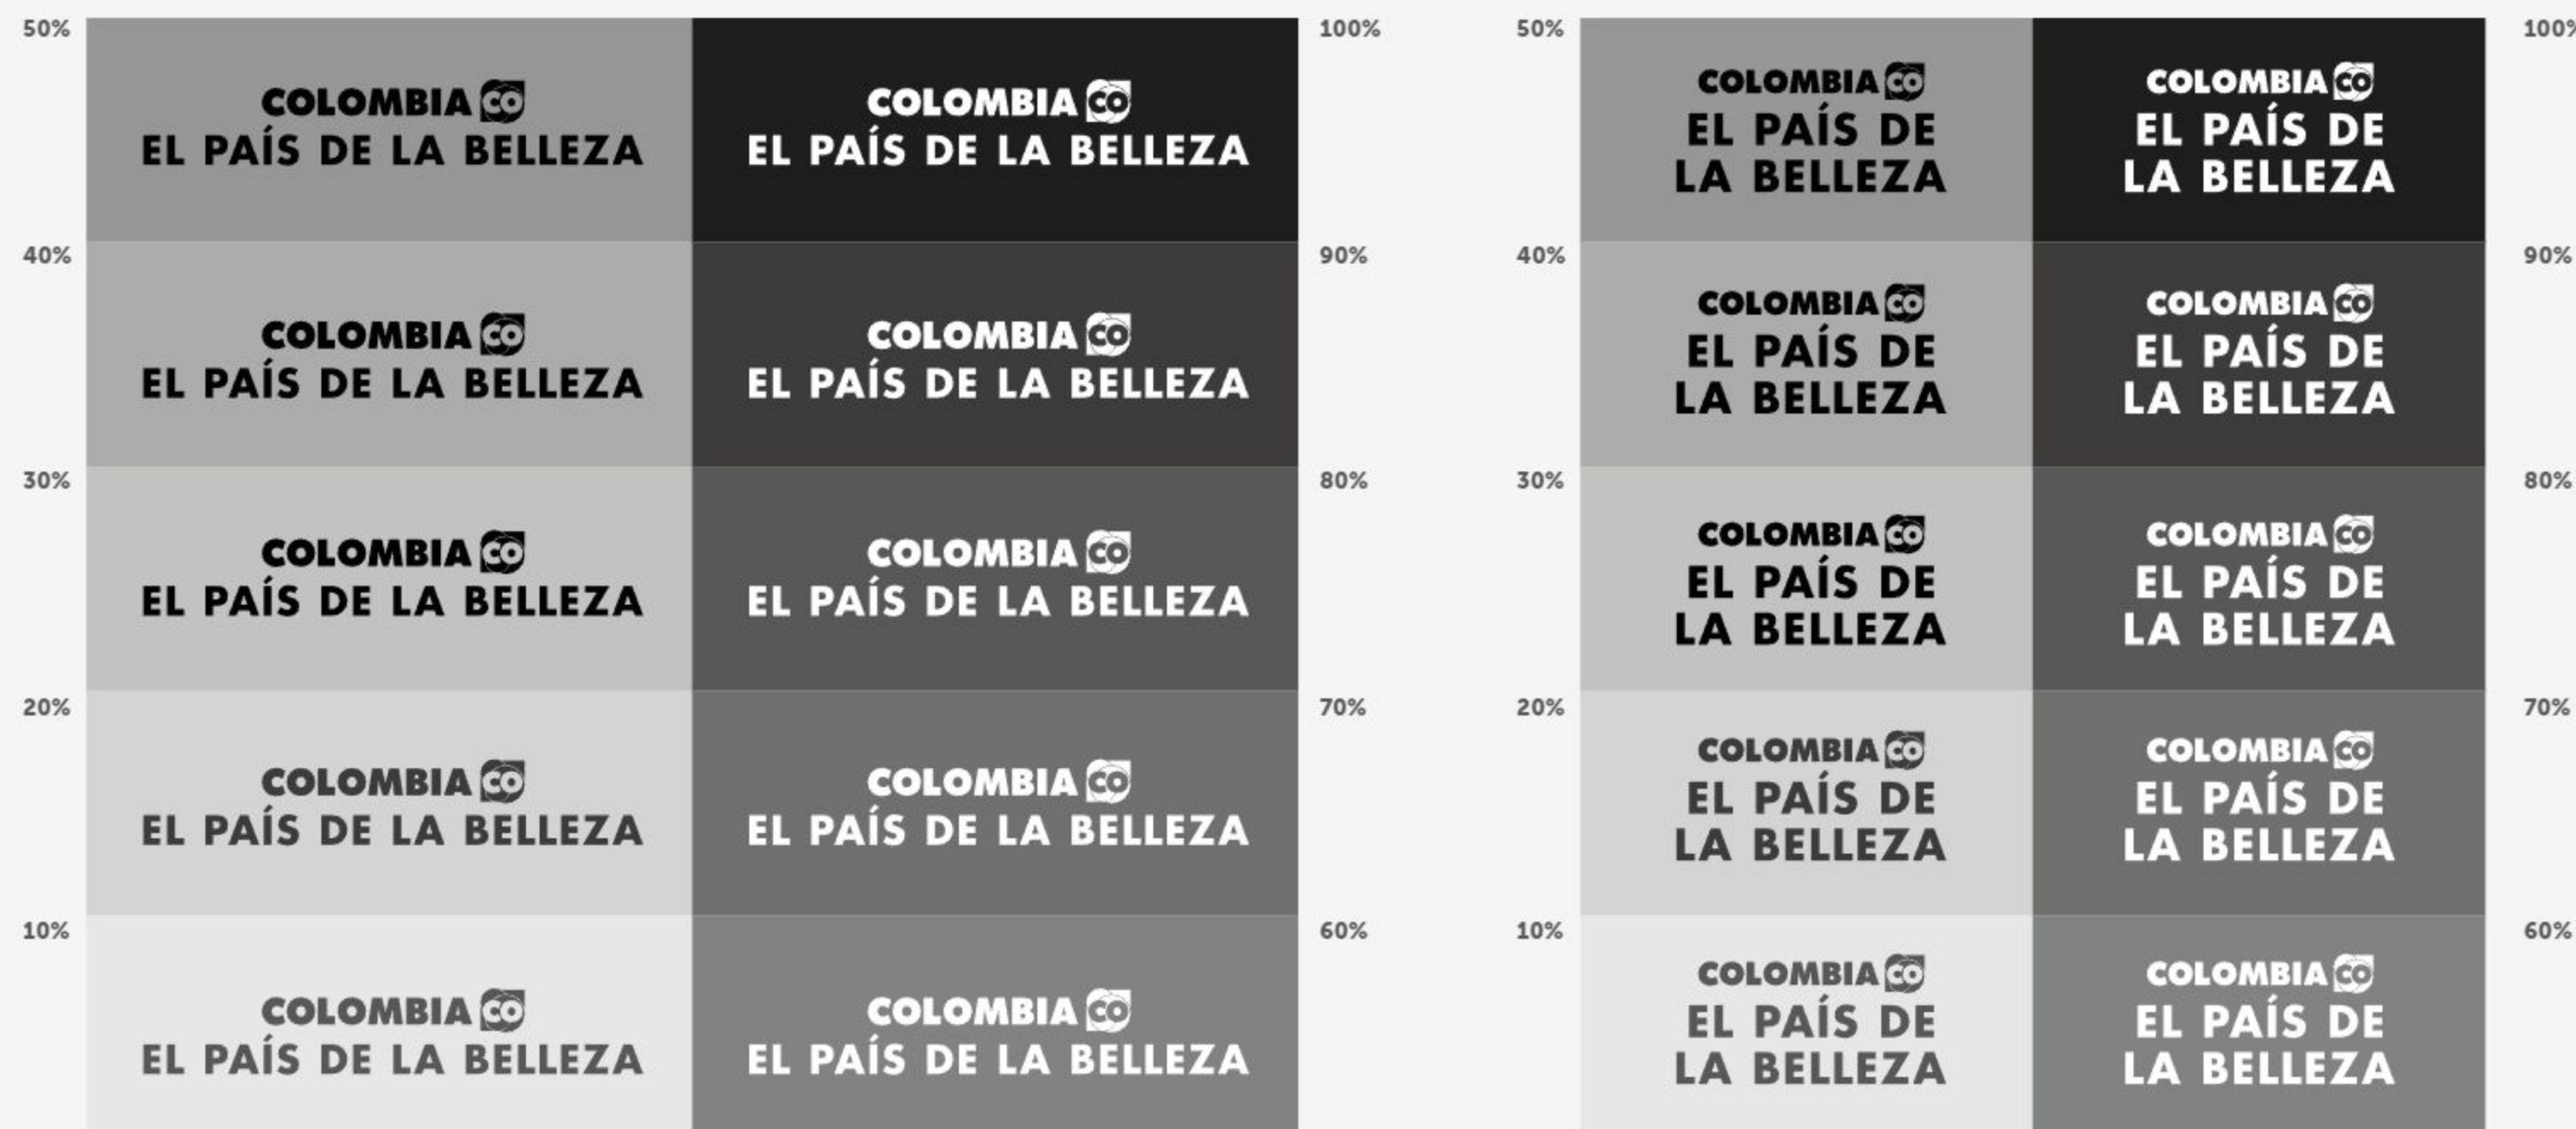 50%
COLOMBIA CO
EL PAÍS DE LA BELLEZA
COLOMBIA CO
EL PAÍS DE LA BELLEZA
100%
50%
COLOMBIA CO
EL PAÍS DE
LA BELLEZA
COLOMBIA CO
EL PAÍS DE
LA BELLEZA
100%
40%
COLOMBIA CO
EL PAÍS DE LA BELLEZA
COLOMBIA CO
EL PAÍS DE LA BELLEZA
90%
40%
COLOMBIA CO
EL PAÍS DE
LA BELLEZA
COLOMBIA CO
EL PAÍS DE
LA BELLEZA
90%
30%
COLOMBIA CO
EL PAÍS DE LA BELLEZA
COLOMBIA CO
EL PAÍS DE LA BELLEZA
80%
30%
COLOMBIA CO
EL PAÍS DE
LA BELLEZA
COLOMBIA CO
EL PAÍS DE
LA BELLEZA
80%
20%
COLOMBIA CO
EL PAÍS DE LA BELLEZA
COLOMBIA CO
EL PAÍS DE LA BELLEZA
70%
20%
COLOMBIA CO
EL PAÍS DE
LA BELLEZA
COLOMBIA CO
EL PAÍS DE
LA BELLEZA
70%
10%
COLOMBIA CO
EL PAÍS DE LA BELLEZA
COLOMBIA CO
EL PAÍS DE LA BELLEZA
60%
10%
COLOMBIA CO
EL PAÍS DE
LA BELLEZA
COLOMBIA CO
EL PAÍS DE
LA BELLEZA
60%